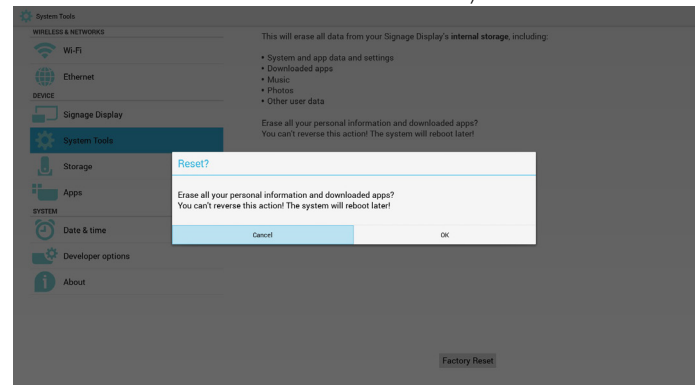 System Tools
WIRELESS & NETWORKS
Wi-Fi
Ethernet
DEVICE
Signage Display
System Tools
Storage
Apps
SYSTEM
Date & time
Developer options
About
This will erase all data from your Signage Display's internal storage, including:
• System and app data and settings
• Downloaded apps
• Music
• Photos
• Other user data
Erase all your personal information and downloaded apps?
You can't reverse this action! The system will reboot later!
Reset?
Erase all your personal information and downloaded apps?
You can't reverse this action! The system will reboot later!
Cancel
OK
Factory Reset